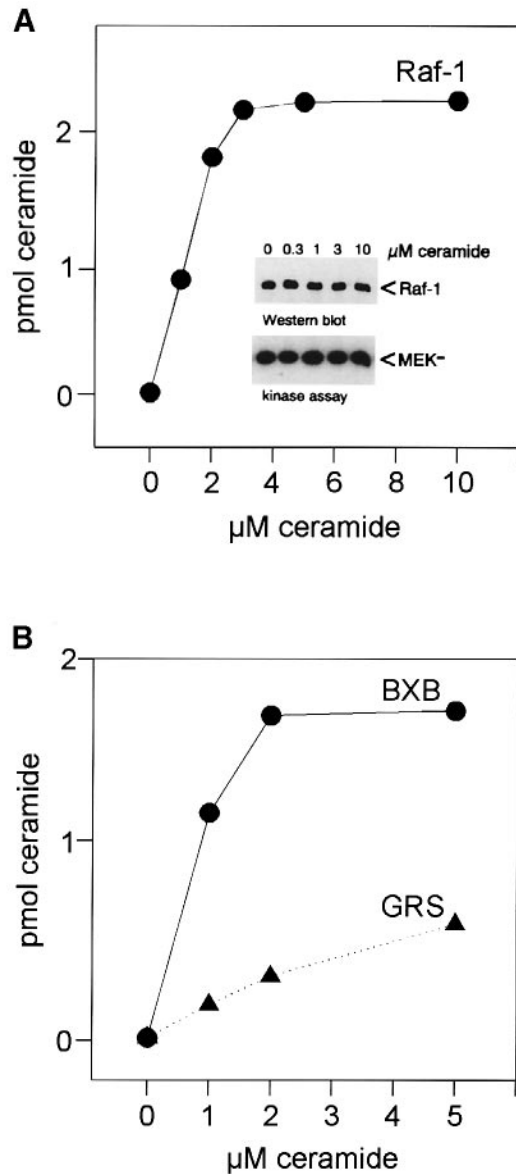 A
Raf-1
2
1
0
pmol ceramide
0 0.3 1 3 10 µM ceramide
<Raf-1
Western blot
<MEK–
kinase assay
0 2 4 6 8 10
µM ceramide
B
2
1
0
pmol ceramide
BXB
GRS
0 1 2 3 4 5
µM ceramide